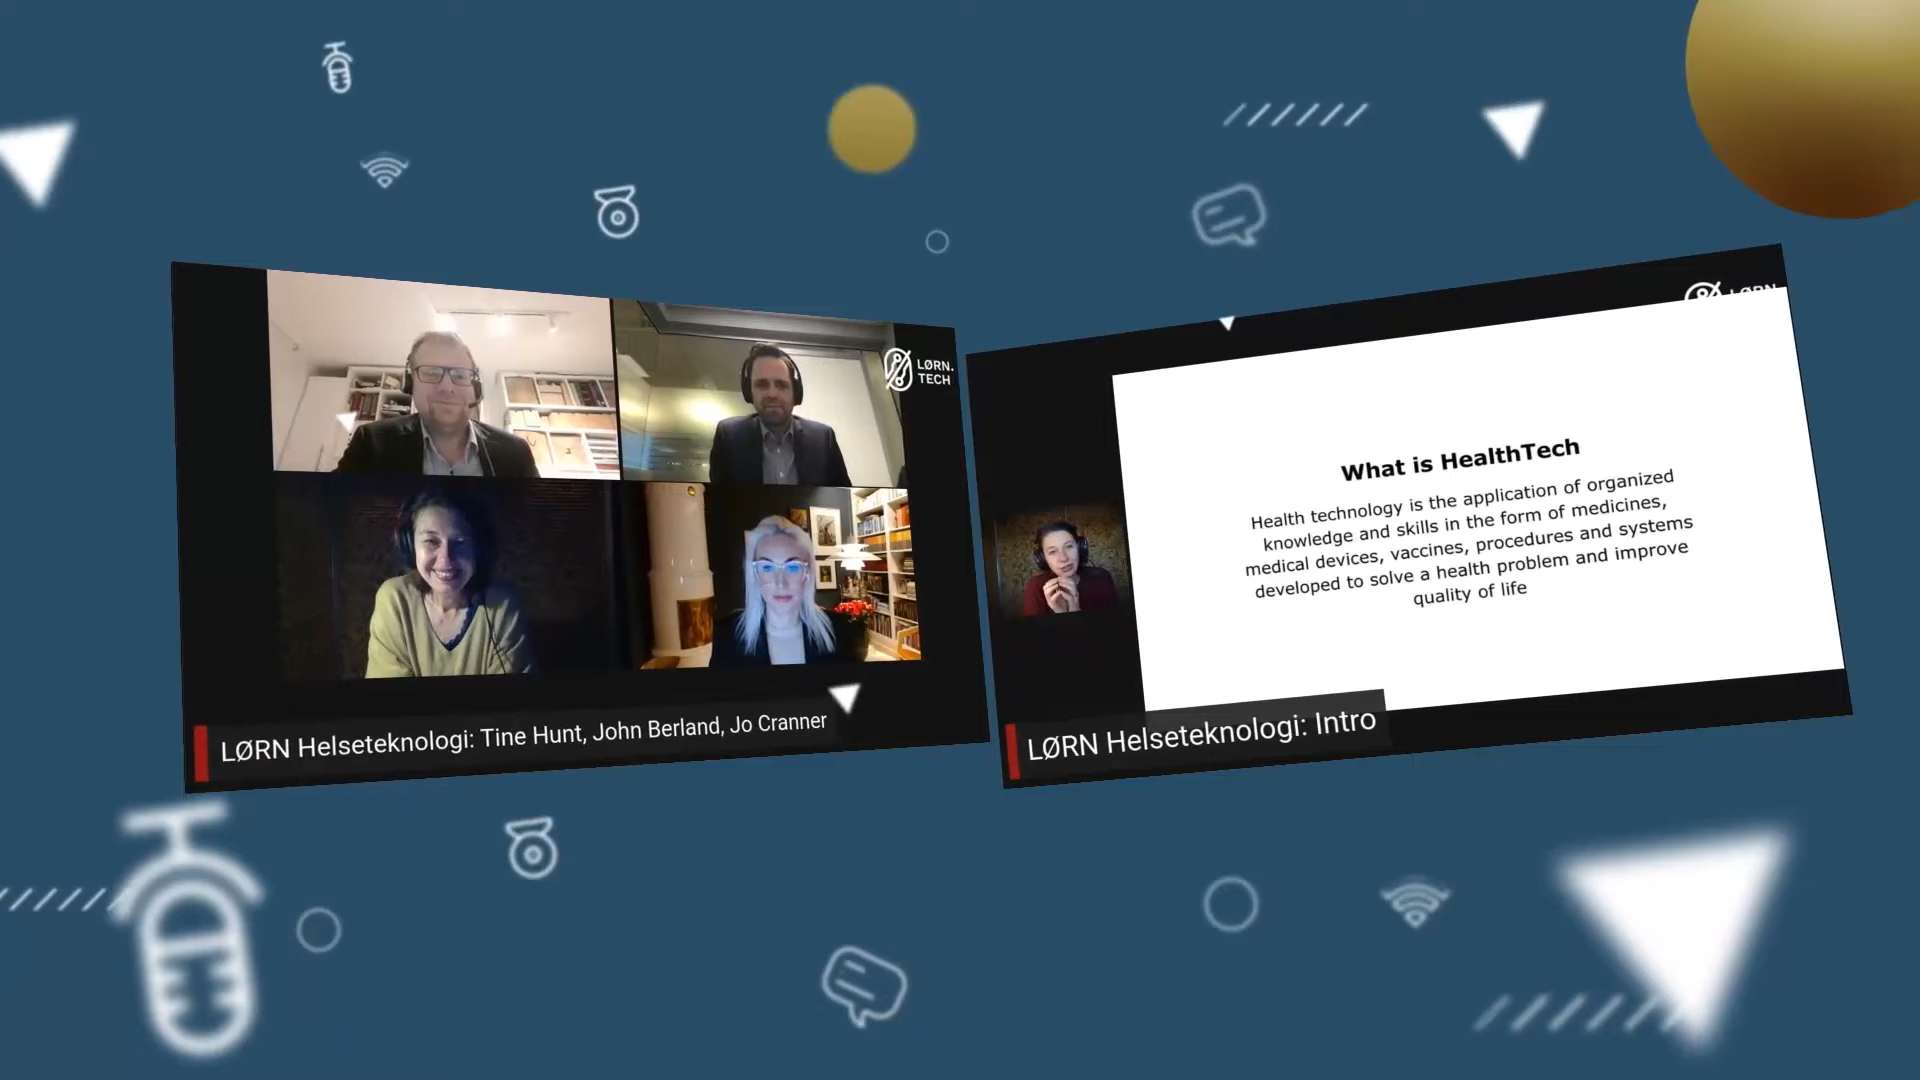 LØRN.
TECH
LØRN Helseteknologi: Tine Hunt, John Berland, Jo Cranner
LØRN
What is HealthTech
Health technology is the application of organized
knowledge and skills in the form of medicines,
medical devices, vaccines, procedures and systems
developed to solve a health problem and improve
quality of life
LØRN Helseteknologi: Intro